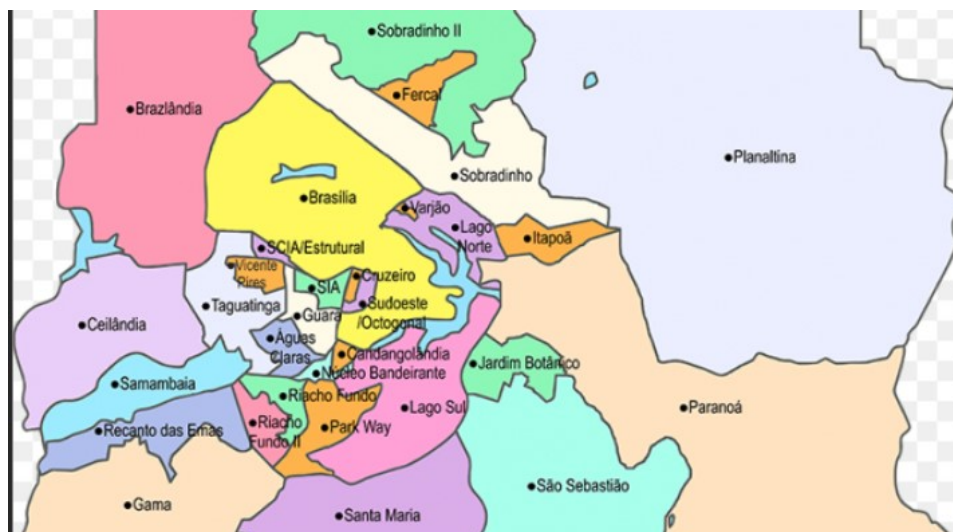 Sobradinho II
Fercal
Brazlândia
Planaltina
Sobradinho
Brasília
Varjão
Lago
Norte
Itapoã
SCIA/Estrutural
Vicente
Pires
Cruzeiro
SIA
Taguatinga
Sudoeste
/Octogonal
Guará
Ceilândia
Águas
Claras
Candangolândia
Núcleo Bandeirante
Jardim Botânico
Samambaia
Riacho Fundo
Lago Sul
Paranoá
Riacho
Fundo II
Park Way
Recanto das Emas
São Sebastião
Gama
Santa Maria